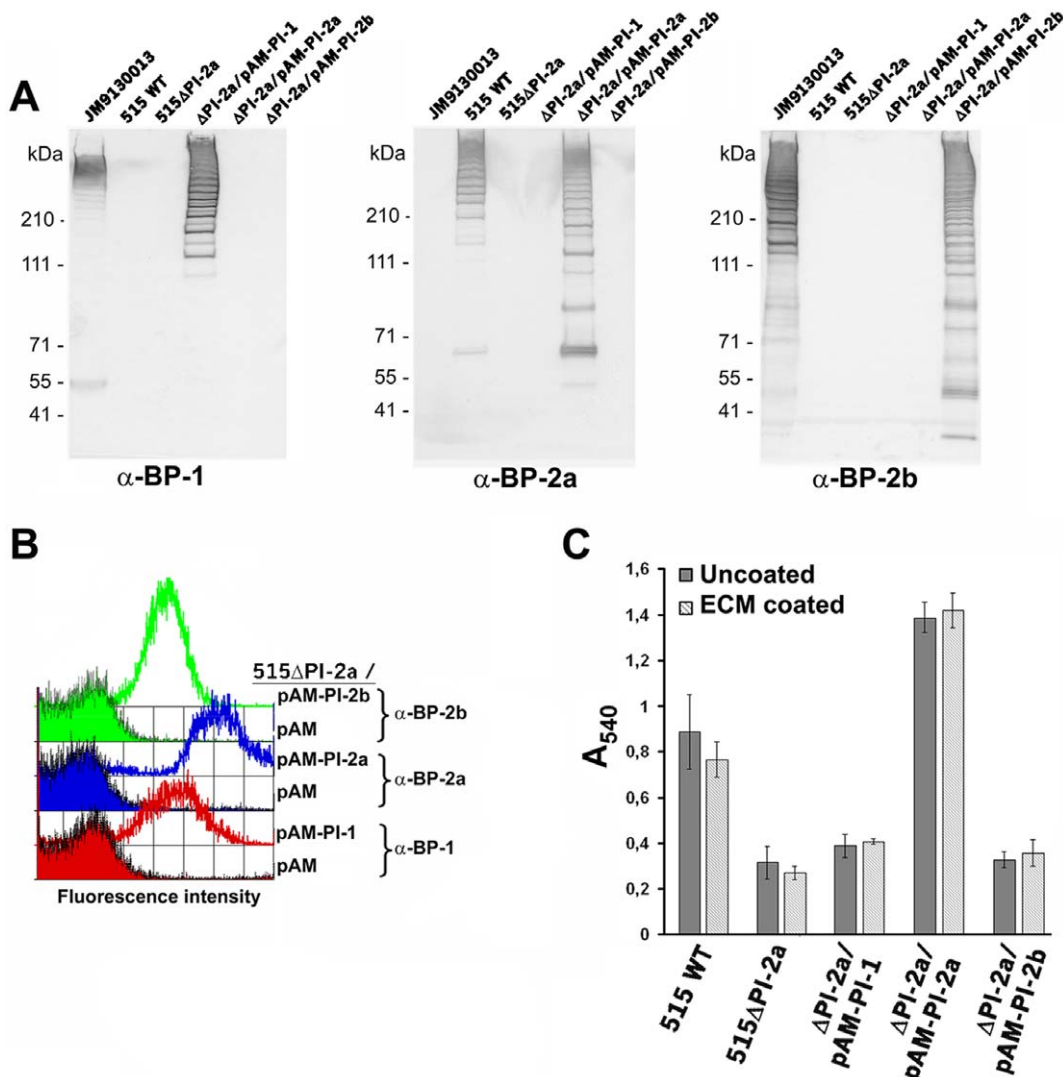 A
JM9130013
515 WT
515ΔPI-2a
ΔPI-2a/pAM-PI-1
ΔPI-2a/pAM-PI-2a
ΔPI-2a/pAM-PI-2b
kDa
210 -
111 -
71 -
55 -
41 -
α-BP-1
JM9130013
515 WT
515ΔPI-2a
ΔPI-2a/pAM-PI-1
ΔPI-2a/pAM-PI-2a
ΔPI-2a/pAM-PI-2b
kDa
210 -
111 -
71 -
55 -
41 -
α-BP-2a
JM9130013
515 WT
515ΔPI-2a
ΔPI-2a/pAM-PI-1
ΔPI-2a/pAM-PI-2a
ΔPI-2a/pAM-PI-2b
kDa
210 -
111 -
71 -
55 -
41 -
α-BP-2b
B
515ΔPI-2a /
pAM-PI-2b
pAM
α-BP-2b
pAM-PI-2a
pAM
α-BP-2a
pAM-PI-1
pAM
α-BP-1
Fluorescence intensity
C
Uncoated
ECM coated
A540
1,6
1,4
1,2
1
0,8
0,6
0,4
0,2
0
515 WT
515ΔPI-2a
ΔPI-2a/
pAM-PI-1
ΔPI-2a/
pAM-PI-2a
ΔPI-2a/
pAM-PI-2b